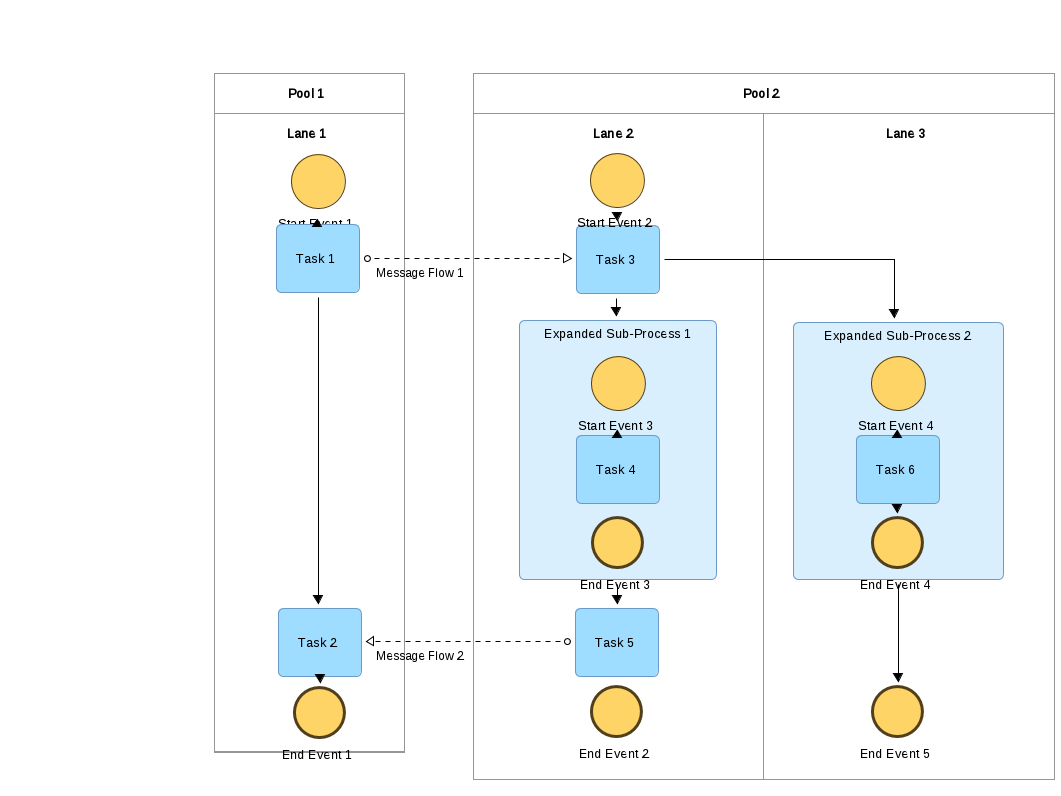 Pool 1
Pool 2
Lane 1
Lane 2
Lane 3
Start Event 1
Start Event 2
Task 1
Message Flow 1
Task 3
Expanded Sub-Process 1
Expanded Sub-Process 2
Start Event 3
Start Event 4
Task 4
Task 6
End Event 3
End Event 4
Task 2
Message Flow 2
Task 5
End Event 1
End Event 2
End Event 5